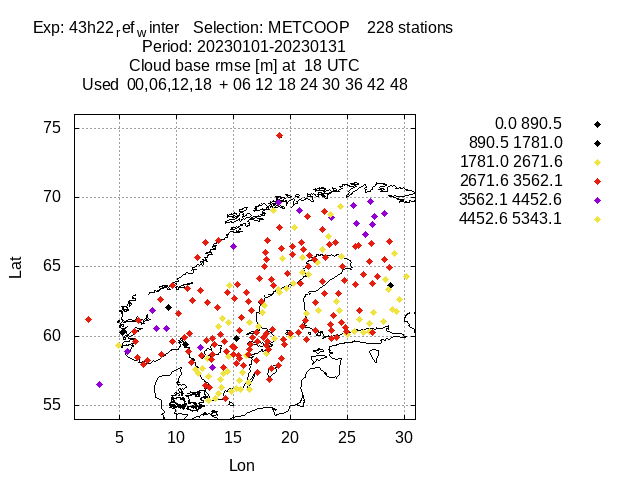 Exp: 43h22refwinter   Selection: METCOOP    228 stations
Period: 20230101-20230131
Cloud base rmse [m] at  18 UTC
Used  00,06,12,18  + 06 12 18 24 30 36 42 48
0.0 890.5
890.5 1781.0
1781.0 2671.6
2671.6 3562.1
3562.1 4452.6
4452.6 5343.1
75
70
65
60
55
Lat
5 10 15 20 25 30
Lon